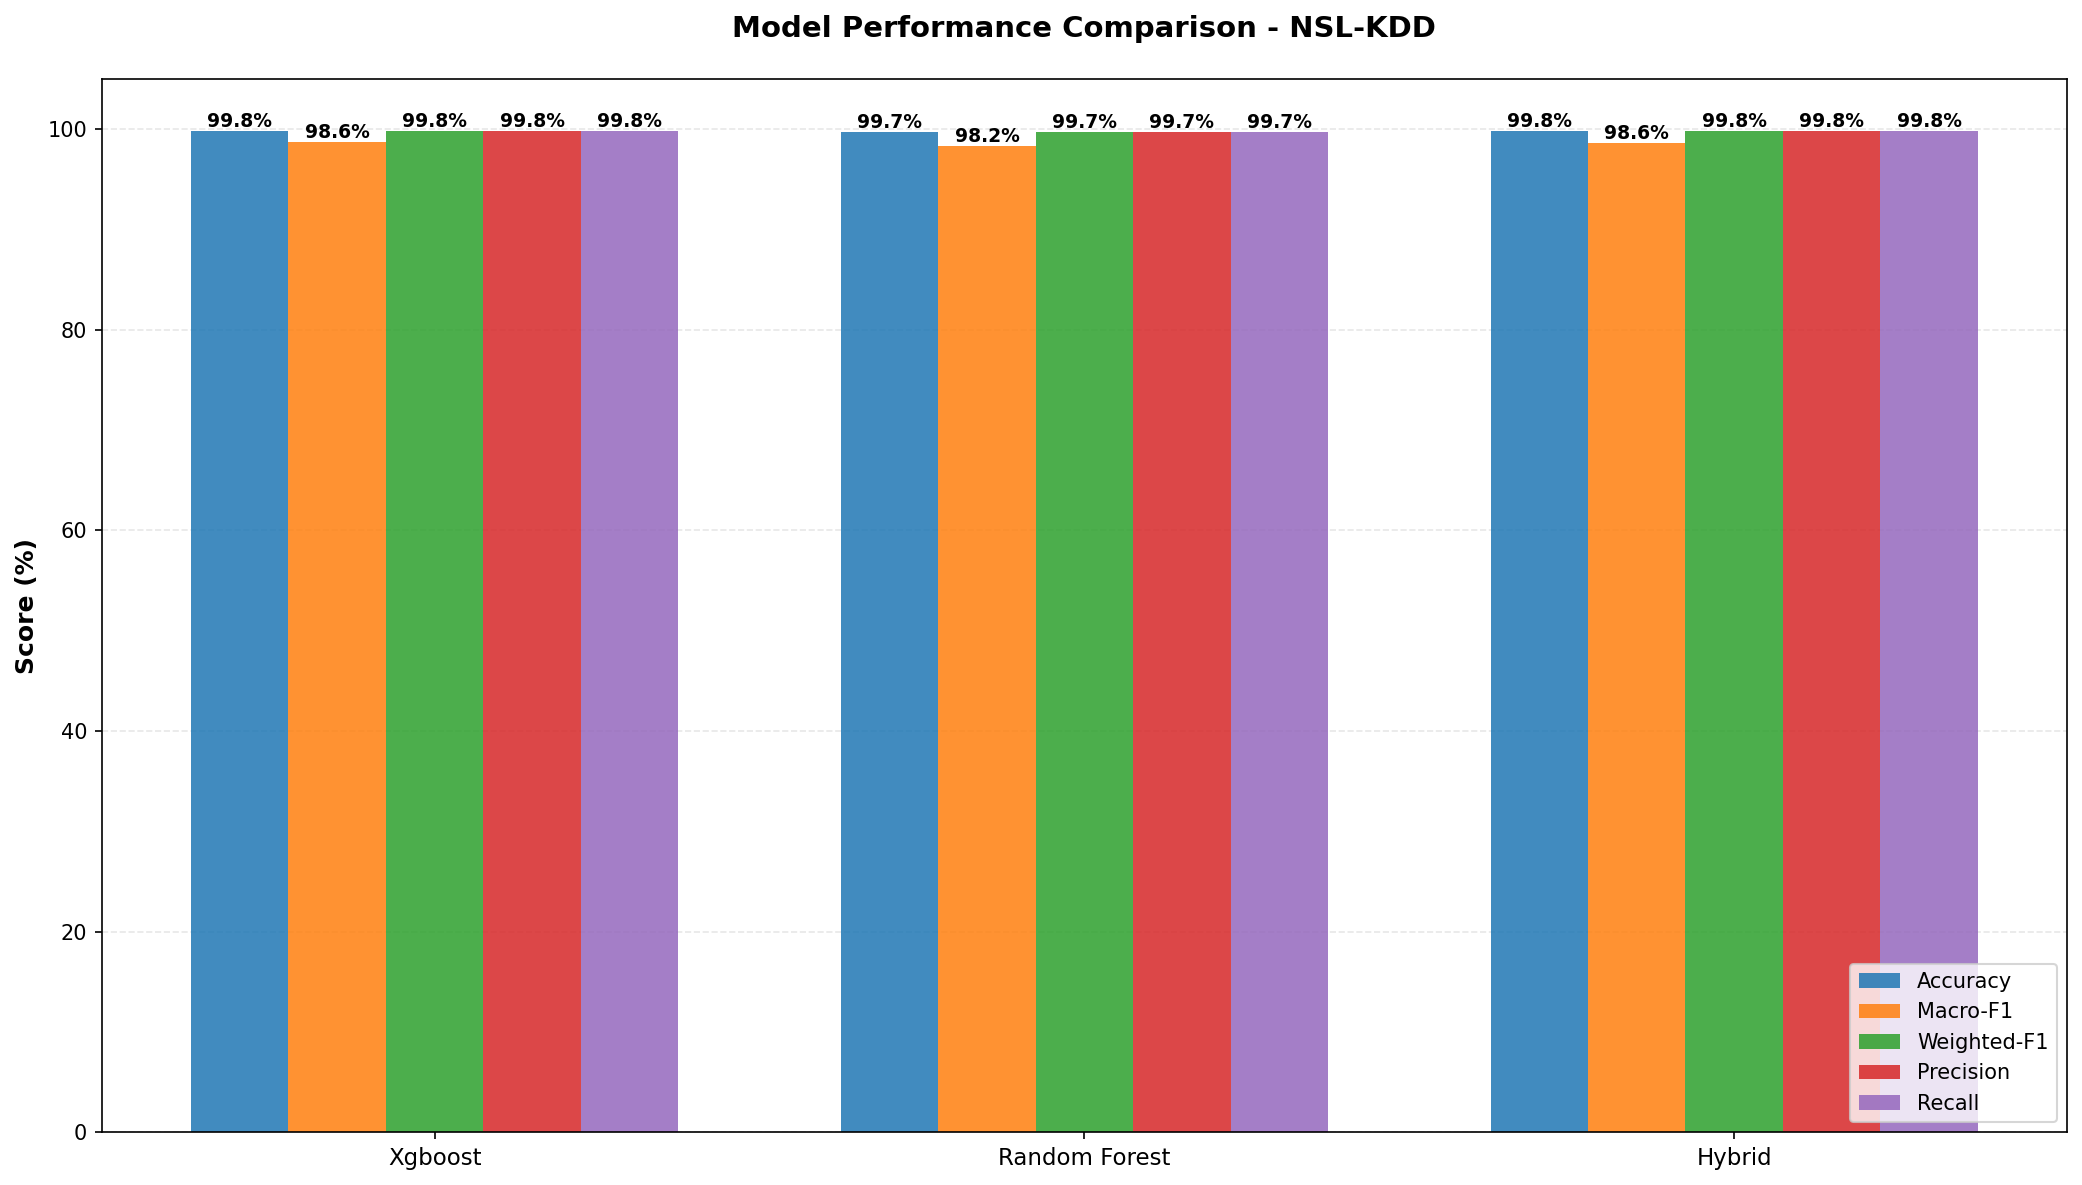 Model Performance Comparison - NSL-KDD
99.8% 98.6% 99.8% 99.8% 99.8% 99.7% 98.2% 99.7% 99.7% 99.7% 99.8% 98.6% 99.8% 99.8% 99.8%
100
80
60
40
20
0
Score (%)
Accuracy
Macro-F1
Weighted-F1
Precision
Recall
Xgboost Random Forest Hybrid